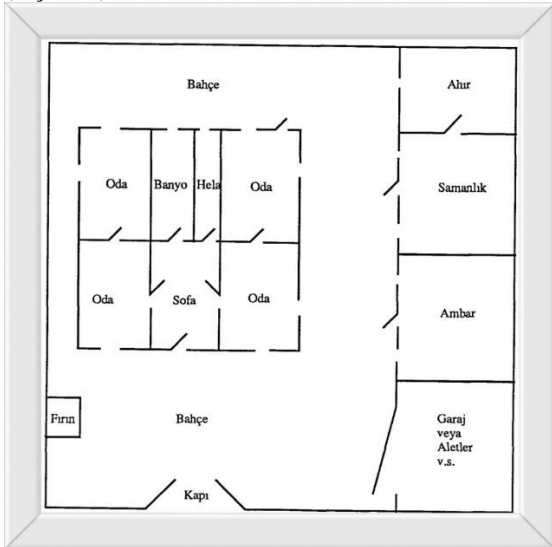 Bahçe
Ahır
Oda
Banyo
Hela
Oda
Samanlık
Oda
Sofa
Oda
Ambar
Fırın
Bahçe
Garaj
veya
Aletler
v.s.
Kapı